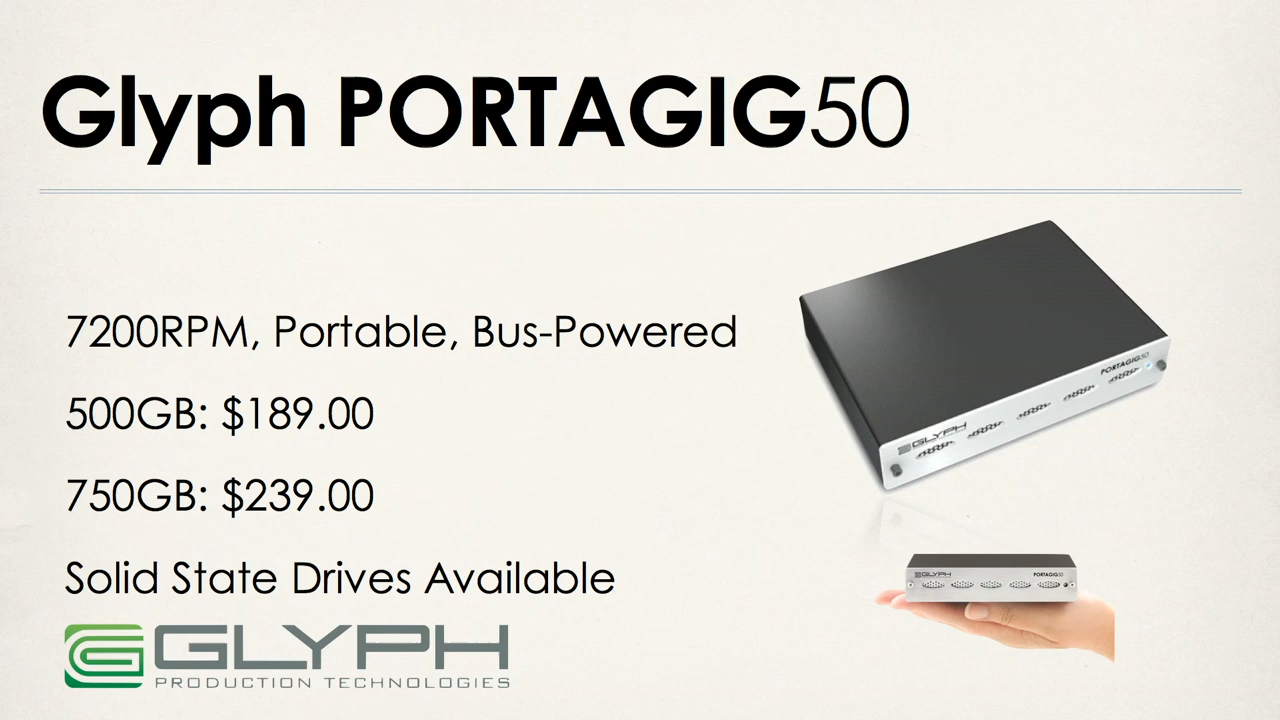 Glyph PORTAGIG50
7200RPM, Portable, Bus-Powered
500GB: $189.00
750GB: $239.00
Solid State Drives Available
GLYPH
PRODUCTION TECHNOLOGIES
PORTAGIG50
GLYPH
GLYPH
PORTAGIG50